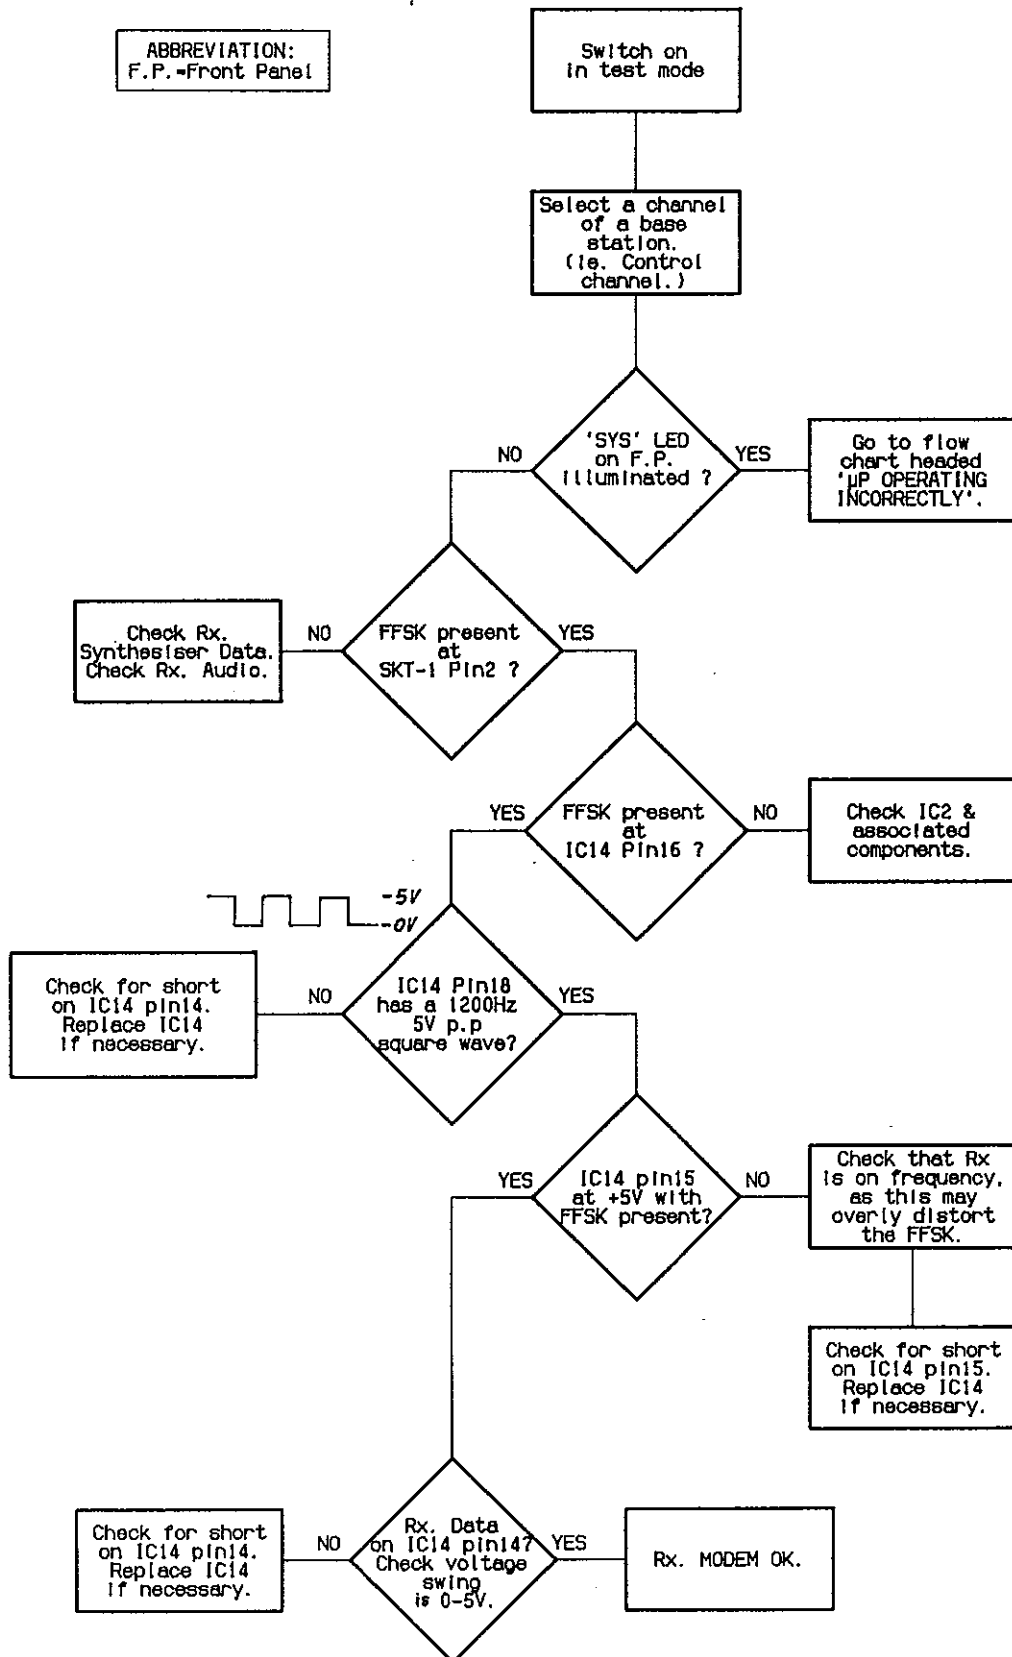 ABBREVIATION:
F.P.-Front Panel
Switch on
in test mode
Select a channel
of a base
station.
(ie. Control
channel.)
'SYS' LED
on F.P.
illuminated ?
NO
YES
Go to flow
chart headed
'µP OPERATING
INCORRECTLY'.
FFSK present
at
SKT-1 Pin2 ?
NO
YES
Check Rx.
Synthesiser Data.
Check Rx. Audio.
FFSK present
at
IC14 Pin16 ?
YES
NO
Check IC2 &
associated
components.
-5V
-0V
IC14 Pin18
has a 1200Hz
5V p.p
square wave?
NO
YES
Check for short
on IC14 pin14.
Replace IC14
if necessary.
IC14 pin15
at +5V with
FFSK present?
YES
NO
Check that Rx
is on frequency,
as this may
overly distort
the FFSK.
Check for short
on IC14 pin15.
Replace IC14
if necessary.
Rx. Data
on IC14 pin14?
Check voltage
swing
is 0-5V.
NO
YES
Check for short
on IC14 pin14.
Replace IC14
if necessary.
Rx. MODEM OK.